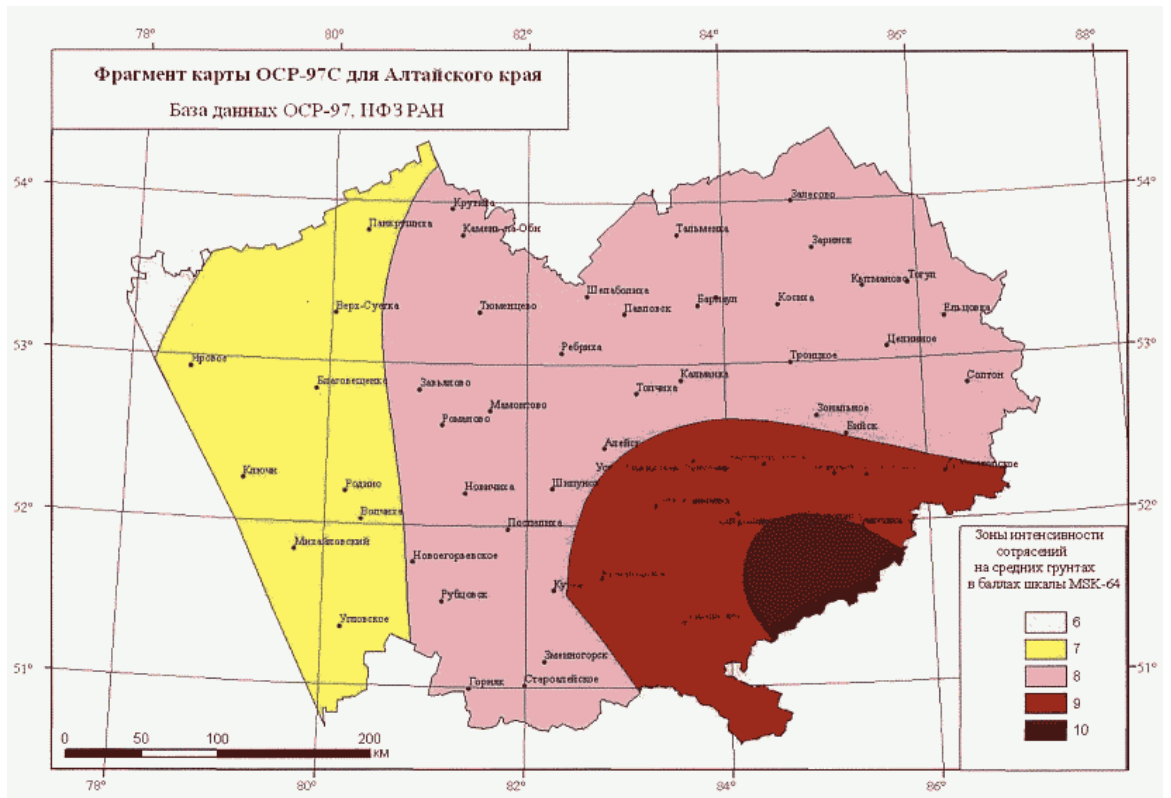 78° 80° 82° 84° 86° 88°
Фрагмент карты ОСР-97С для Алтайского края
База данных ОСР-97, ИФЗ РАН
54° 54°
Залесово
Крутиха
Панкрушиха
Камень-на-Оби
Тальменка
Заринск
Тогул
Кытманово
Шелаболиха
Барнаул
Косиха
Верх-Суетка
Тюменцево
Павловск
Ельцовка
53° 53°
Ребриха
Целинное
Яровое
Троицкое
Благовещенка
Завьялово
Калманка
Солтон
Топчиха
Мамонтово
Романово
Зональное
Бийск
Алейск
Ключи
Родино
Новичиха
Шипуново
52° 52°
Волчиха
Поспелиха
Михайловский
Новоегорьевское
Рубцовск
Угловское
Змеиногорск
51° 51°
Горняк
Староалейское
Зоны интенсивности
сотрясений
на средних грунтах
в баллах шкалы MSK-64
6
7
8
9
10
0 50 100 200
км
78° 80° 82° 84° 86°